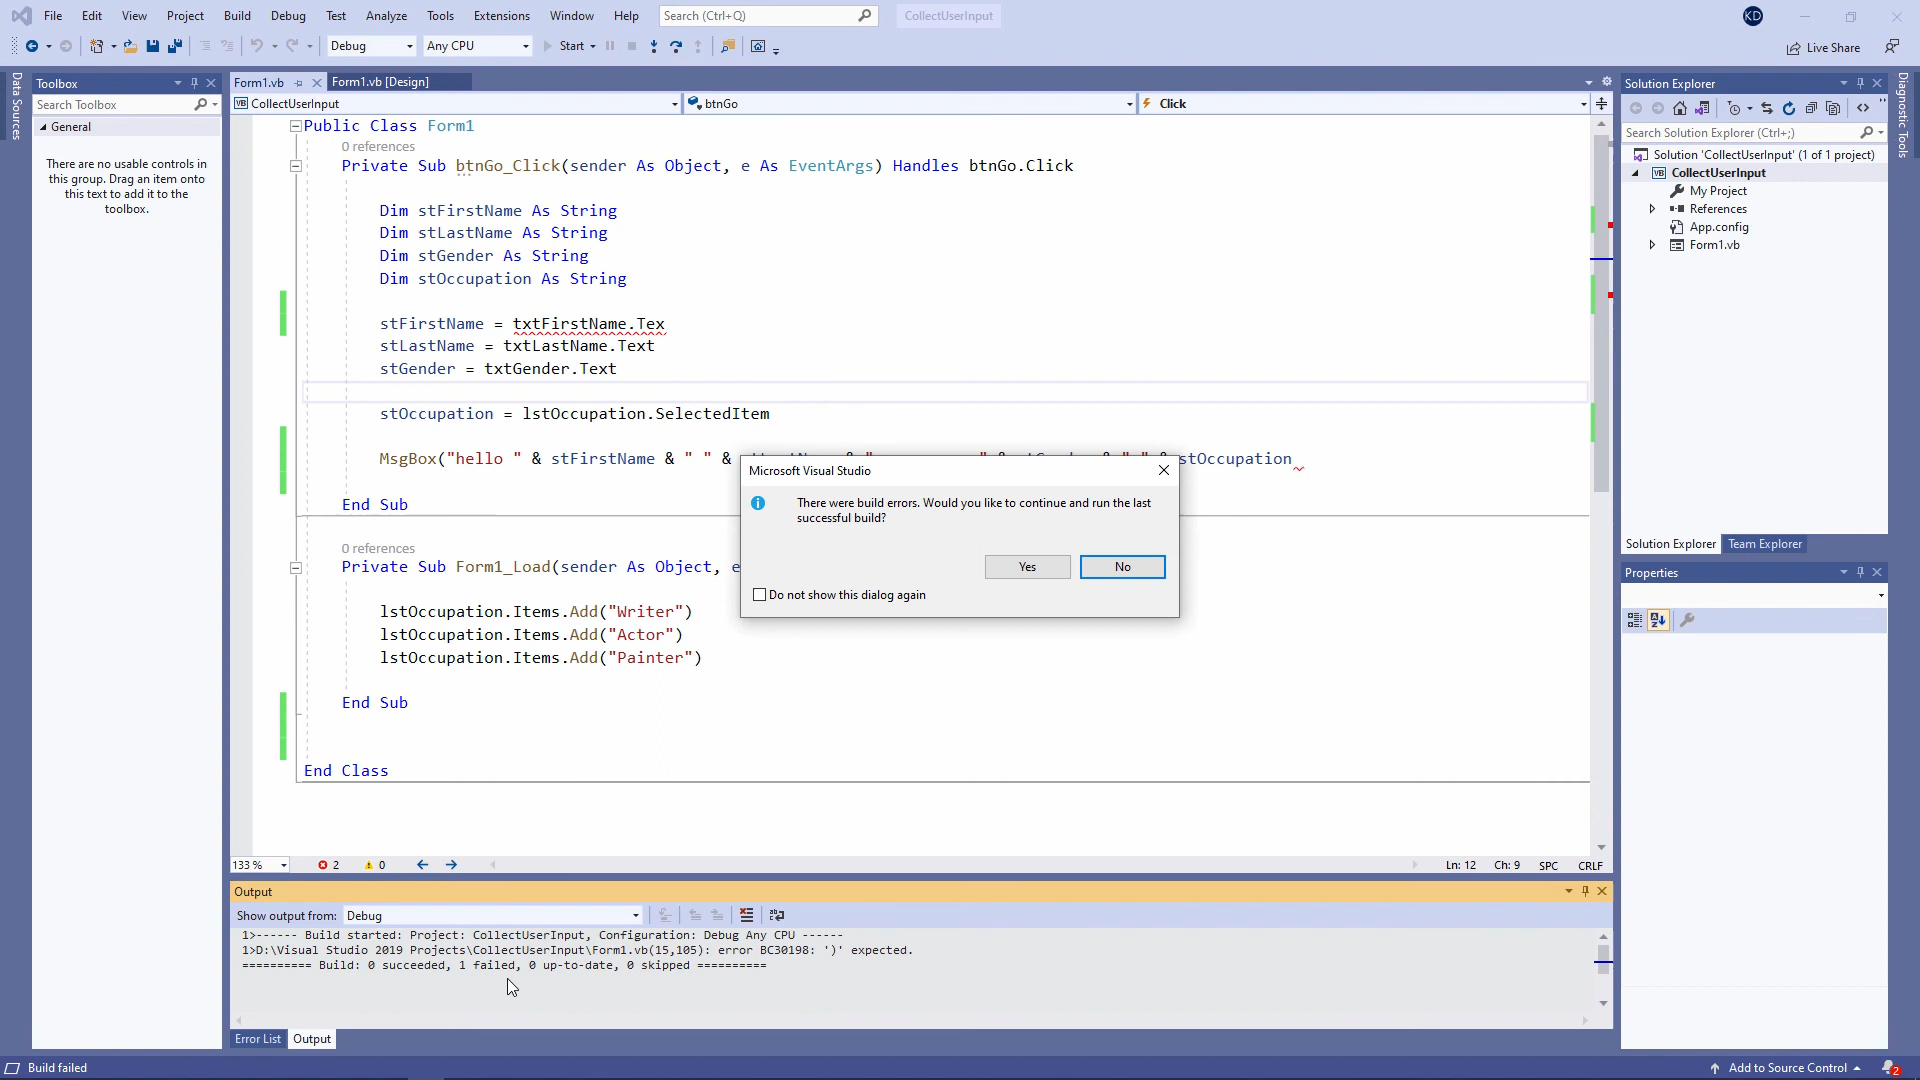 File Edit View Project Build Debug Test Analyze Tools Extensions Window Help Search (Ctrl+Q) CollectUserInput KD
Debug Any CPU Start Live Share
Data Sources
Toolbox
Search Toolbox
General
There are no usable controls in
this group. Drag an item onto
this text to add it to the
toolbox.
Form1.vb Form1.vb [Design]
VB CollectUserInput btnGo Click
Public Class Form1
0 references
Private Sub btnGo_Click(sender As Object, e As EventArgs) Handles btnGo.Click
Dim stFirstName As String
Dim stLastName As String
Dim stGender As String
Dim stOccupation As String
stFirstName = txtFirstName.Tex
stLastName = txtLastName.Text
stGender = txtGender.Text
stOccupation = lstOccupation.SelectedItem
MsgBox("hello " & stFirstName & " " & stOccupation
End Sub
0 references
Private Sub Form1_Load(sender As Object, e
lstOccupation.Items.Add("Writer")
lstOccupation.Items.Add("Actor")
lstOccupation.Items.Add("Painter")
End Sub
End Class
Microsoft Visual Studio
There were build errors. Would you like to continue and run the last
successful build?
Yes No
Do not show this dialog again
133 % 2 0 Ln: 12 Ch: 9 SPC CRLF
Output
Show output from: Debug
1>------ Build started: Project: CollectUserInput, Configuration: Debug Any CPU ------
1>D:\Visual Studio 2019 Projects\CollectUserInput\Form1.vb(15,105): error BC30198: ')' expected.
========== Build: 0 succeeded, 1 failed, 0 up-to-date, 0 skipped ==========
Error List Output
Build failed
Solution Explorer
Search Solution Explorer (Ctrl+;)
Solution 'CollectUserInput' (1 of 1 project)
VB CollectUserInput
My Project
References
App.config
Form1.vb
Solution Explorer Team Explorer
Properties
Diagnostic Tools
Add to Source Control 2